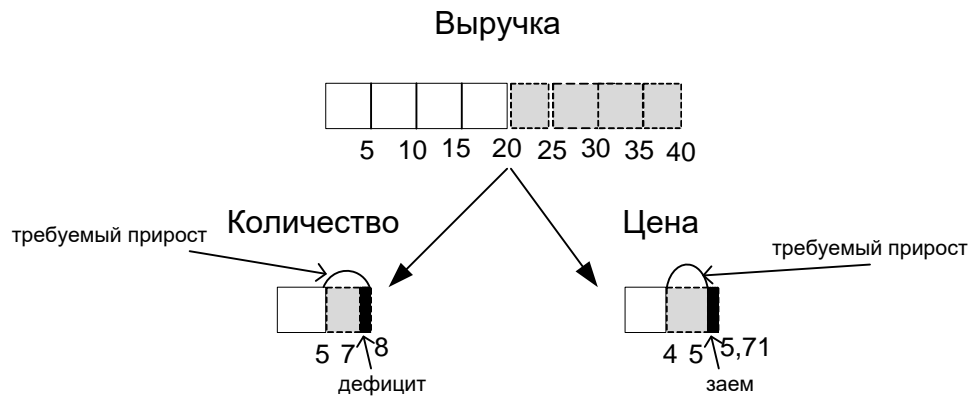 Выручка
5 10 15 20 25 30 35 40
Количество
Цена
требуемый прирост
требуемый прирост
5 7 8
4 5 5,71
дефицит
заем